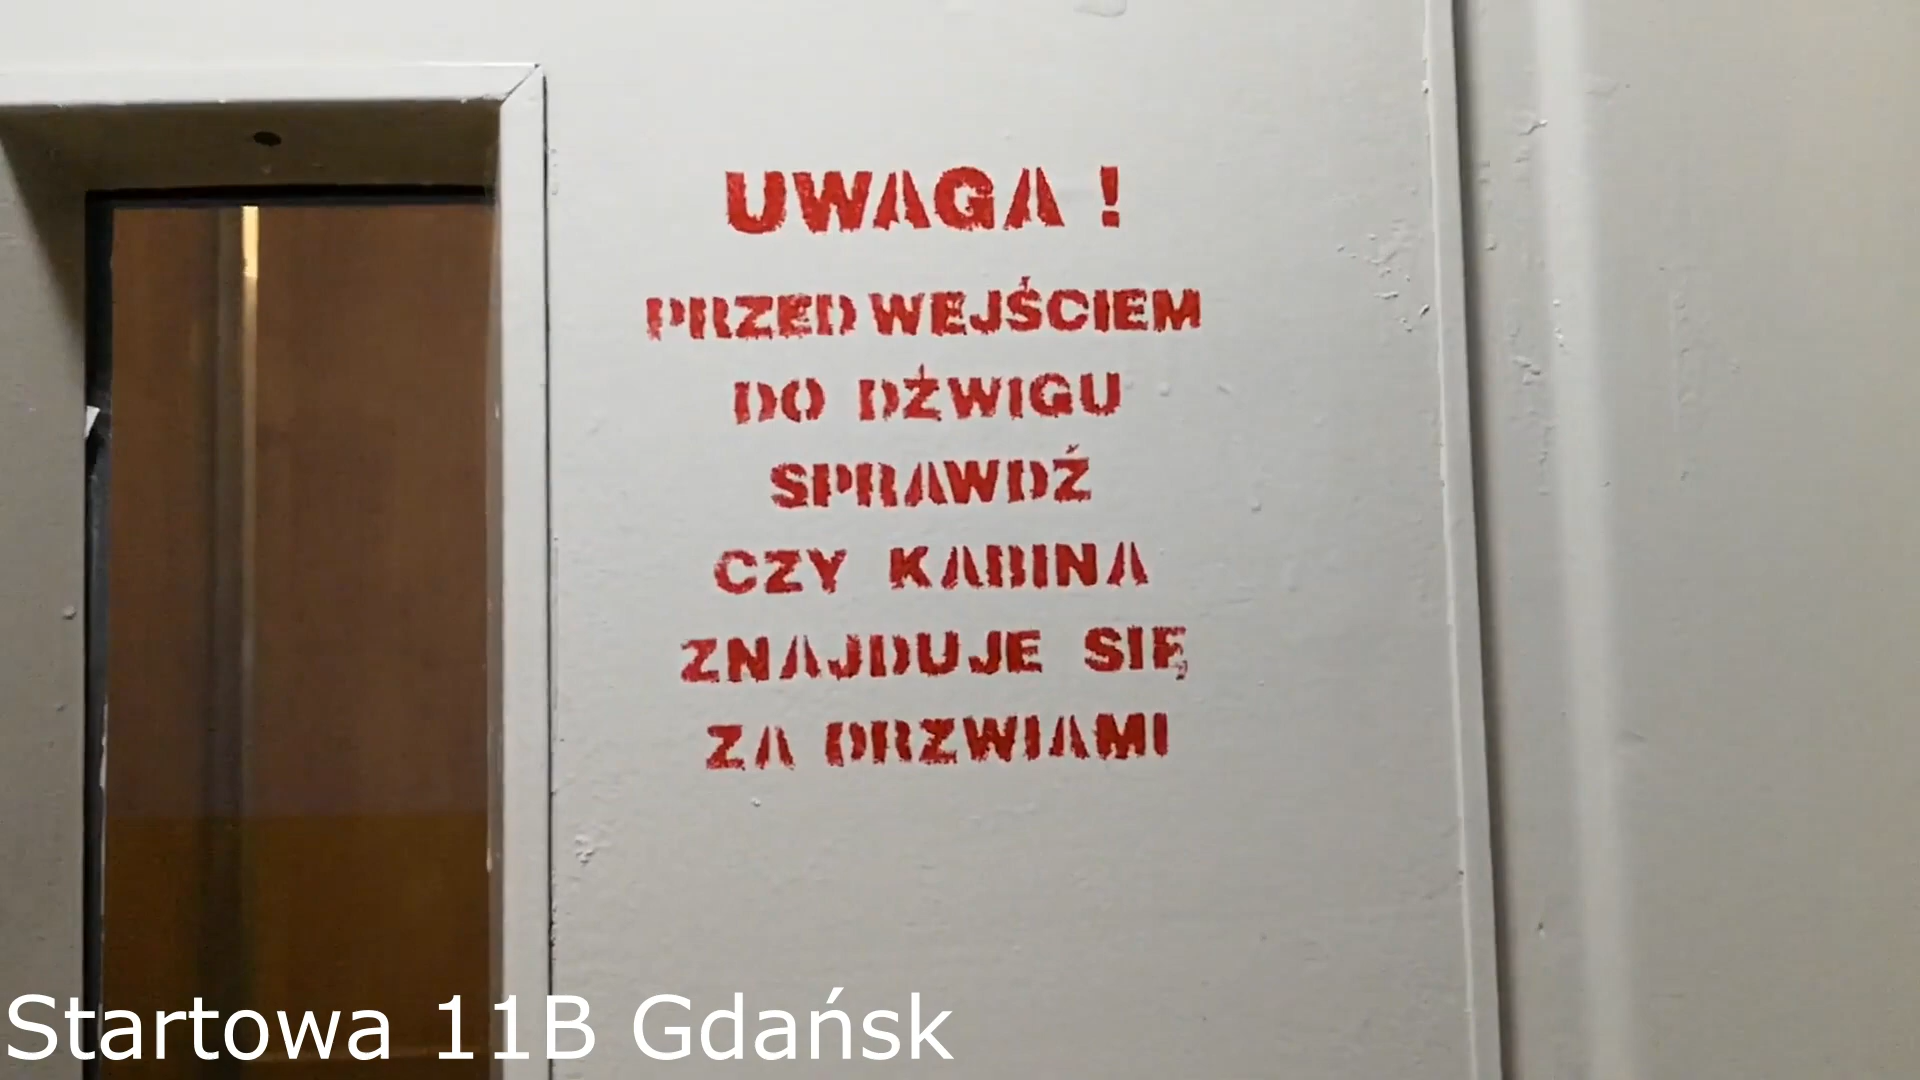 UWAGA !
PRZED WEJŚCIEM
DO DŹWIGU
SPRAWDŹ
CZY KABINA
ZNAJDUJE SIĘ
ZA DRZWIAMI
Startowa 11B Gdańsk